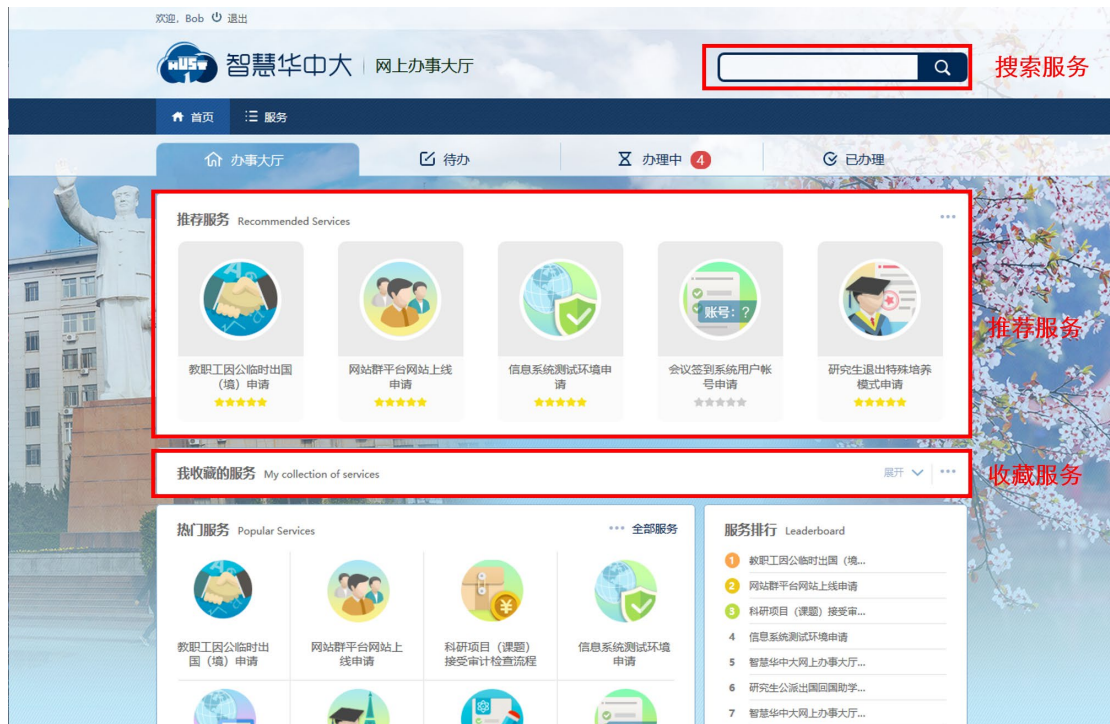 欢迎, Bob 退出
HUST
智慧华中大 网上办事大厅
搜索服务
首页 服务
办事大厅 待办 办理中 4 已办理
推荐服务 Recommended Services
教职工因公临时出国
（境）申请
网站群平台网站上线
申请
信息系统测试环境申
请
账号: ?
会议签到系统用户帐
号申请
研究生退出特殊培养
模式申请
推荐服务
我收藏的服务 My collection of services 展开
收藏服务
热门服务 Popular Services 全部服务
教职工因公临时出
国（境）申请
网站群平台网站上
线申请
科研项目（课题）
接受审计检查流程
信息系统测试环境
申请
服务排行 Leaderboard
1 教职工因公临时出国（境...
2 网站群平台网站上线申请
3 科研项目（课题）接受审...
4 信息系统测试环境申请
5 智慧华中大网上办事大厅...
6 研究生公派出国回国助学...
7 智慧华中大网上办事大厅...